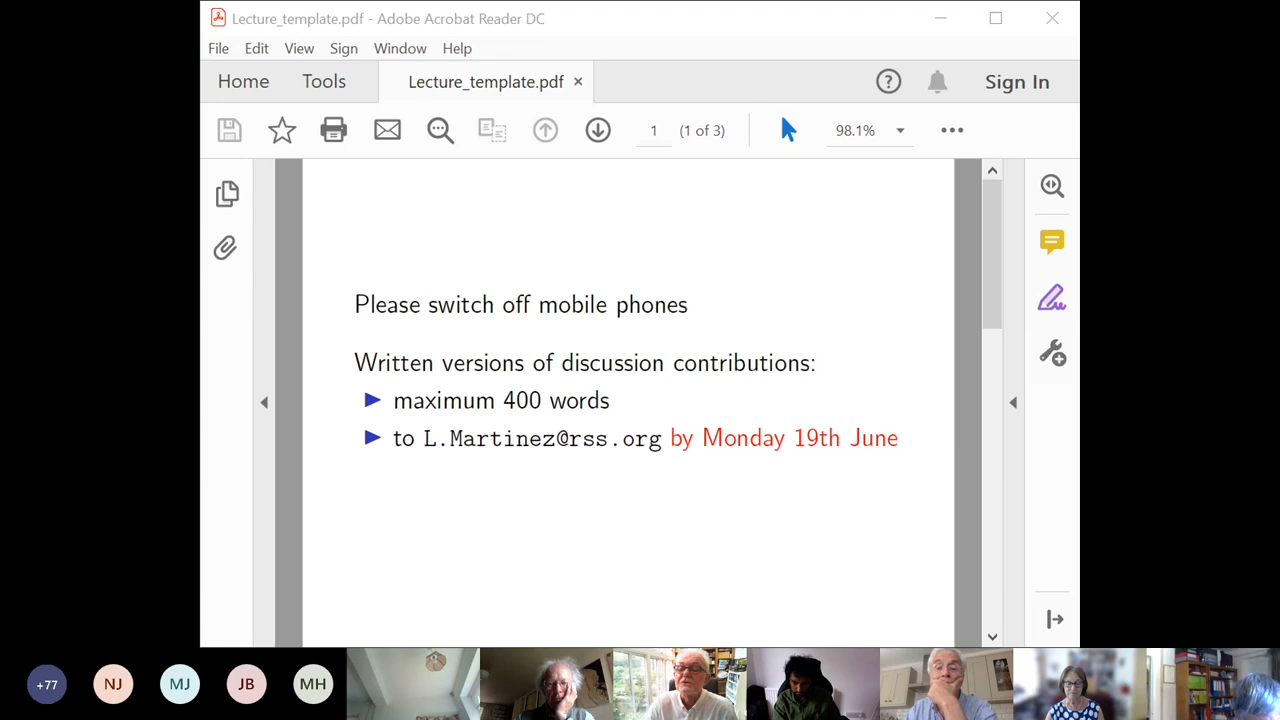 Lecture_template.pdf - Adobe Acrobat Reader DC
File Edit View Sign Window Help
Home Tools Lecture_template.pdf × Sign In
1 (1 of 3) 98.1%
Please switch off mobile phones
Written versions of discussion contributions:
maximum 400 words
to L.Martinez@rss.org by Monday 19th June
+77 NJ MJ JB MH